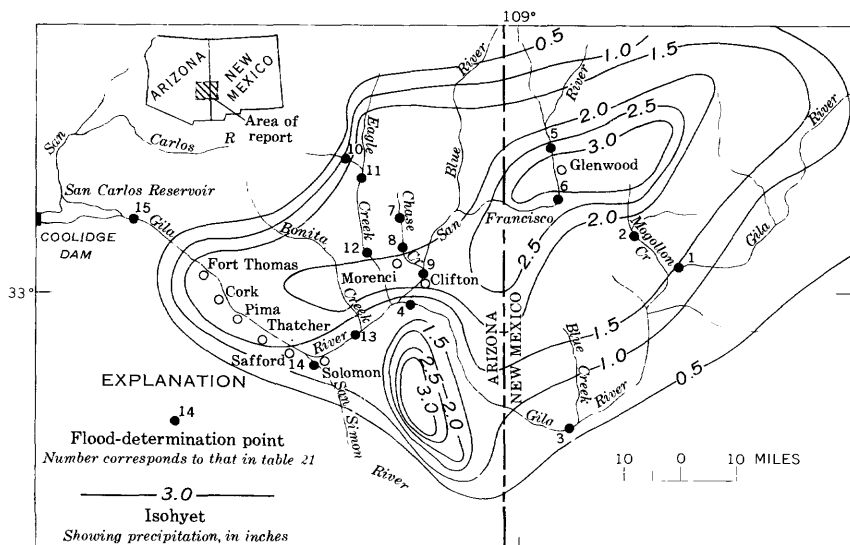 109°
0.5
1.0
1.5
ARIZONA
NEW
MEXICO
Area of
report
River
River
River
San
Carlos
R
Eagle
Creek
Blue
2.0
2.5
3.0
5
Glenwood
6
10
11
San Carlos Reservoir
15
Gila
COOLIDGE
DAM
Bonita
Creek
7
Chase
Cr
8
San
Francisco
2.0
2.5
2
Mogollon
Cr
1
Gila
12
Morenci
9
Clifton
33°
Fort Thomas
Cork
Pima
Thatcher
Safford
14
Solomon
River
13
4
ARIZONA
NEW MEXICO
1.5
1.0
0.5
Blue
Creek
1.5
2.5
2.0
3.0
Gila
River
3
San Simon
River
10 0 10 MILES
EXPLANATION
14
Flood-determination point
Number corresponds to that in table 21
3.0
Isohyet
Showing precipitation, in inches